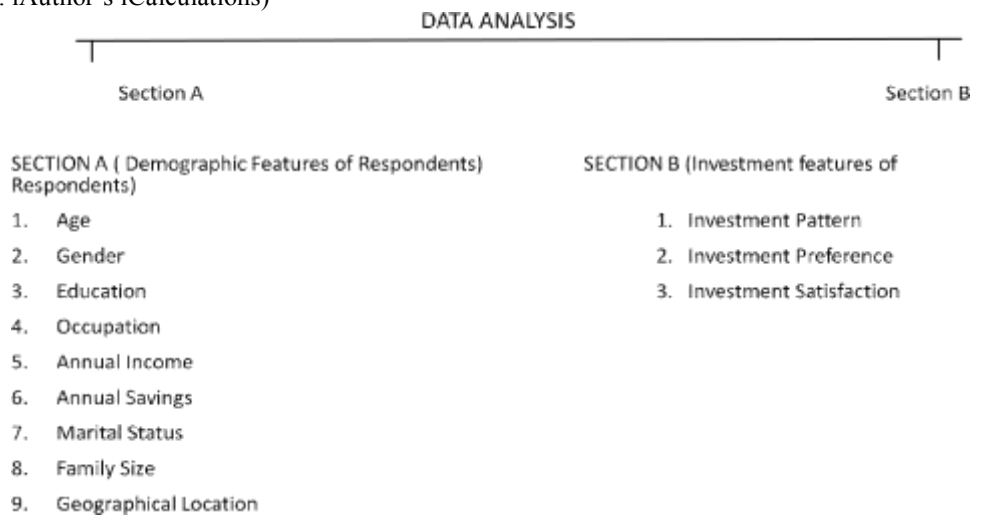 . iAuthor's iCalculations)
DATA ANALYSIS
Section A
Section B
SECTION A ( Demographic Features of Respondents)
SECTION B (Investment features of
Respondents)
1. Age
2. Gender
3. Education
4. Occupation
5. Annual Income
6. Annual Savings
7. Marital Status
8. Family Size
9. Geographical Location
1. Investment Pattern
2. Investment Preference
3. Investment Satisfaction